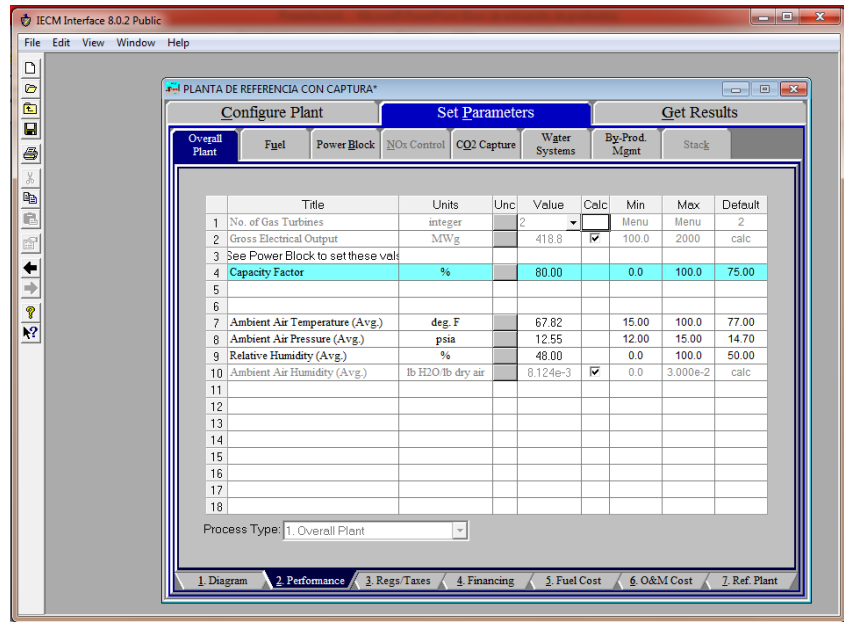 IECM Interface 8.0.2 Public
File Edit View Window Help
PLANTA DE REFERENCIA CON CAPTURA*
Configure Plant Set Parameters Get Results
Overall Plant Fuel Power Block NOx Control CO2 Capture Water Systems By-Prod. Mgmt Stack
Title Units Unc Value Calc Min Max Default
1 No. of Gas Turbines integer 2 Menu Menu 2
2 Gross Electrical Output MWg 418.8 100.0 2000 calc
3 See Power Block to set these vals
4 Capacity Factor % 80.00 0.0 100.0 75.00
5
6
7 Ambient Air Temperature (Avg.) deg. F 67.82 15.00 100.0 77.00
8 Ambient Air Pressure (Avg.) psia 12.55 12.00 15.00 14.70
9 Relative Humidity (Avg.) % 48.00 0.0 100.0 50.00
10 Ambient Air Humidity (Avg.) lb H2O/lb dry air 8.124e-3 0.0 3.000e-2 calc
11
12
13
14
15
16
17
18
Process Type: 1. Overall Plant
1. Diagram 2. Performance 3. Regs/Taxes 4. Financing 5. Fuel Cost 6. O&M Cost 7. Ref. Plant